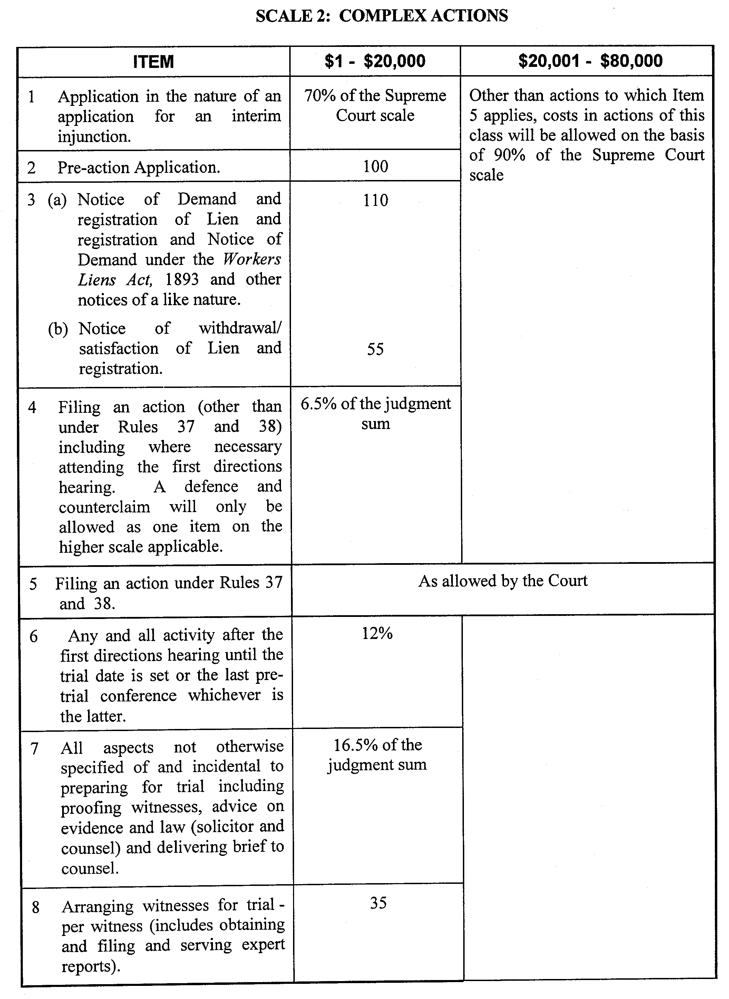 SCALE 2: COMPLEX ACTIONS
ITEM
$1 - $20,000
$20,001 - $80,000
1 Application in the nature of an
application for an interim
injunction.
70% of the Supreme
Court scale
Other than actions to which Item
5 applies, costs in actions of this
class will be allowed on the basis
of 90% of the Supreme Court
scale
2 Pre-action Application.
100
3 (a) Notice of Demand and
registration of Lien and
registration and Notice of
Demand under the Workers
Liens Act, 1893 and other
notices of a like nature.
110
(b) Notice of withdrawal/
satisfaction of Lien and
registration.
55
4 Filing an action (other than
under Rules 37 and 38)
including where necessary
attending the first directions
hearing. A defence and
counterclaim will only be
allowed as one item on the
higher scale applicable.
6.5% of the judgment
sum
5 Filing an action under Rules 37
and 38.
As allowed by the Court
6 Any and all activity after the
first directions hearing until the
trial date is set or the last pre-
trial conference whichever is
the latter.
12%
7 All aspects not otherwise
specified of and incidental to
preparing for trial including
proofing witnesses, advice on
evidence and law (solicitor and
counsel) and delivering brief to
counsel.
16.5% of the
judgment sum
8 Arranging witnesses for trial -
per witness (includes obtaining
and filing and serving expert
reports).
35